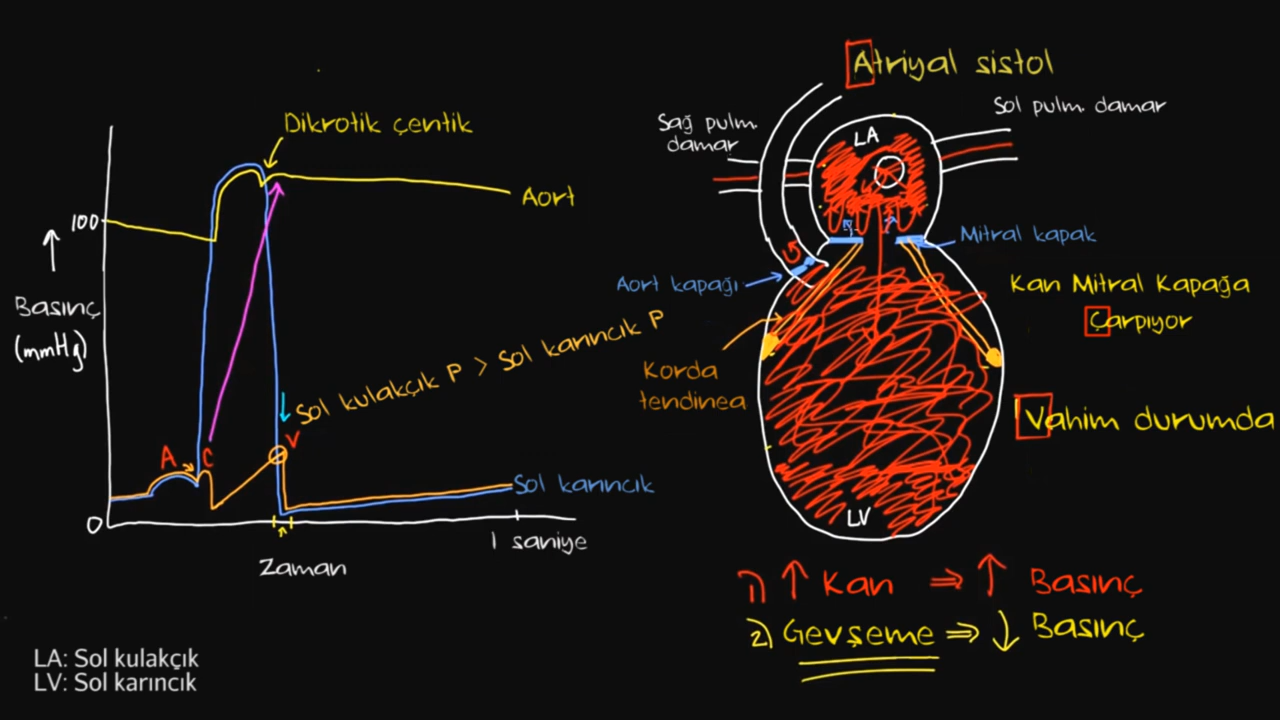 Atriyal sistol
Sağ pulm.
damar
Sol pulm. damar
LA
Dikrotik çentik
Aort
100
Basınç
(mmHg)
Mitral kapak
Aort kapağı
Kan Mitral Kapağa
Çarpıyor
Korda
tendinea
Sol kulakçık P > Sol karıncık P
Vahim durumda
A
C
V
Sol karıncık
LV
0
1 saniye
Zaman
1) ↑ Kan ⇒ ↑ Basınç
2) Gevşeme ⇒ ↓ Basınç
LA: Sol kulakçık
LV: Sol karıncık